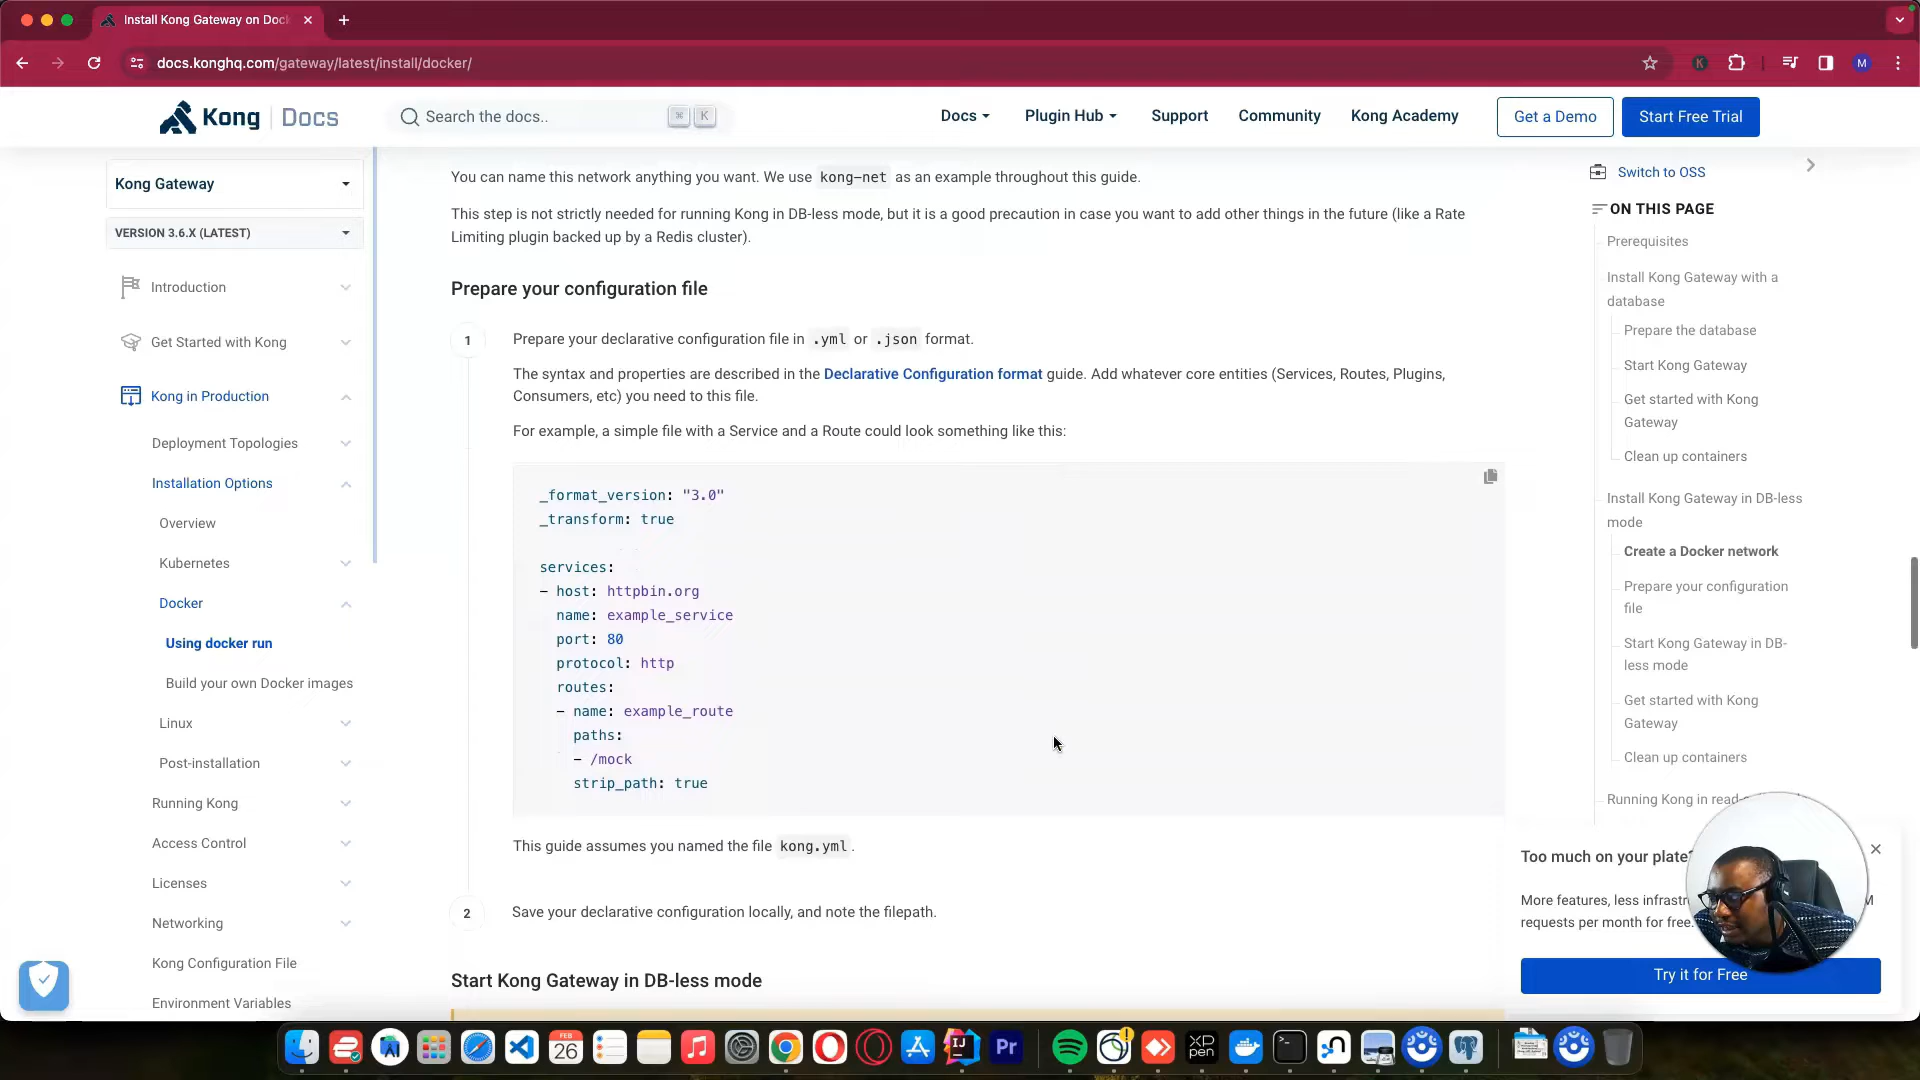 Install Kong Gateway on Doc
docs.konghq.com/gateway/latest/install/docker/
K
M
Kong | Docs
Search the docs..
⌘ K
Docs
Plugin Hub
Support
Community
Kong Academy
Get a Demo
Start Free Trial
Kong Gateway
VERSION 3.6.X (LATEST)
Introduction
Get Started with Kong
Kong in Production
Deployment Topologies
Installation Options
Overview
Kubernetes
Docker
Using docker run
Build your own Docker images
Linux
Post-installation
Running Kong
Access Control
Licenses
Networking
Kong Configuration File
Environment Variables
You can name this network anything you want. We use kong-net as an example throughout this guide.
This step is not strictly needed for running Kong in DB-less mode, but it is a good precaution in case you want to add other things in the future (like a Rate
Limiting plugin backed up by a Redis cluster).
Prepare your configuration file
1
Prepare your declarative configuration file in .yml or .json format.
The syntax and properties are described in the Declarative Configuration format guide. Add whatever core entities (Services, Routes, Plugins,
Consumers, etc) you need to this file.
For example, a simple file with a Service and a Route could look something like this:
_format_version: "3.0"
_transform: true
services:
- host: httpbin.org
name: example_service
port: 80
protocol: http
routes:
- name: example_route
paths:
- /mock
strip_path: true
This guide assumes you named the file kong.yml.
2
Save your declarative configuration locally, and note the filepath.
Start Kong Gateway in DB-less mode
Switch to OSS
ON THIS PAGE
Prerequisites
Install Kong Gateway with a
database
Prepare the database
Start Kong Gateway
Get started with Kong
Gateway
Clean up containers
Install Kong Gateway in DB-less
mode
Create a Docker network
Prepare your configuration
file
Start Kong Gateway in DB-
less mode
Get started with Kong
Gateway
Clean up containers
Running Kong in read-
Too much on your plate?
More features, less infrastr M
requests per month for free.
Try it for Free
FEB
26
IJ
Pr
XP
PEN